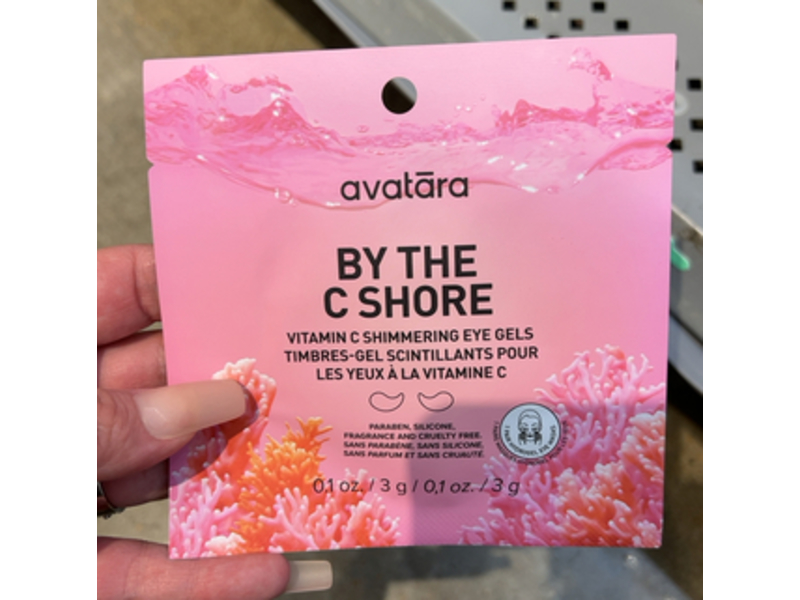 avatāra
BY THE
C SHORE
VITAMIN C SHIMMERING EYE GELS
TIMBRES-GEL SCINTILLANTS POUR
LES YEUX À LA VITAMINE C
PARABEN, SILICONE,
FRAGRANCE AND CRUELTY FREE.
SANS PARABÈNE, SANS SILICONE,
SANS PARFUM ET SANS CRUAUTÉ.
0.1 oz. / 3 g / 0,1 oz. / 3 g